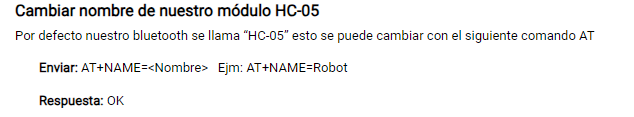 Cambiar nombre de nuestro módulo HC-05
Por defecto nuestro bluetooth se llama “HC-05” esto se puede cambiar con el siguiente comando AT
Enviar: AT+NAME=<Nombre>   Ejm: AT+NAME=Robot
Respuesta: OK